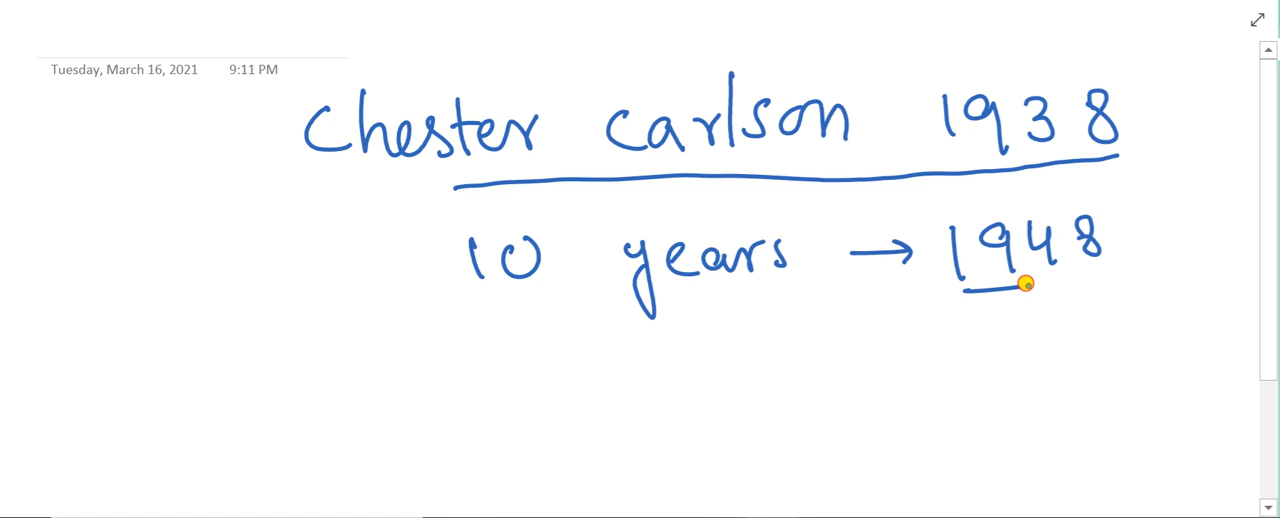 Tuesday, March 16, 2021 9:11 PM
Chester Carlson 1938
10 years → 1948